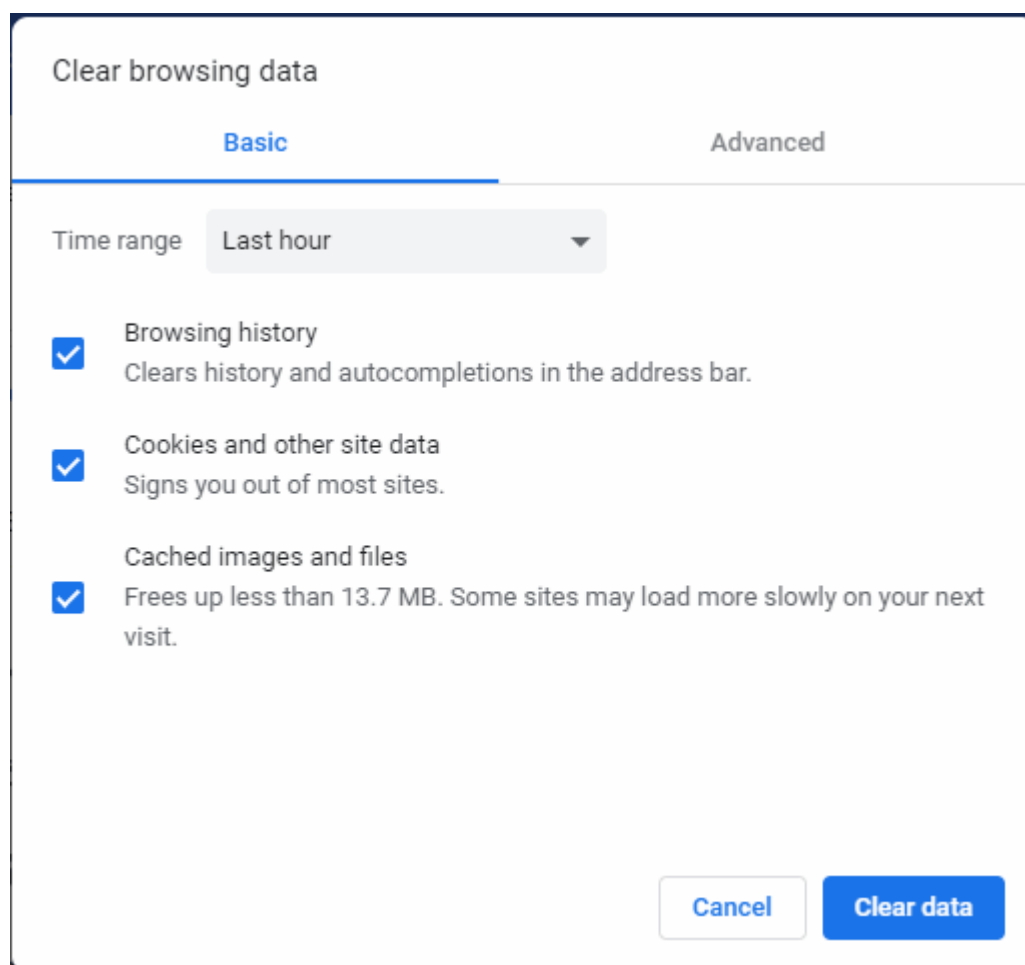 Clear browsing data
Basic
Advanced
Time range
Last hour
Browsing history
Clears history and autocompletions in the address bar.
Cookies and other site data
Signs you out of most sites.
Cached images and files
Frees up less than 13.7 MB. Some sites may load more slowly on your next
visit.
Cancel
Clear data